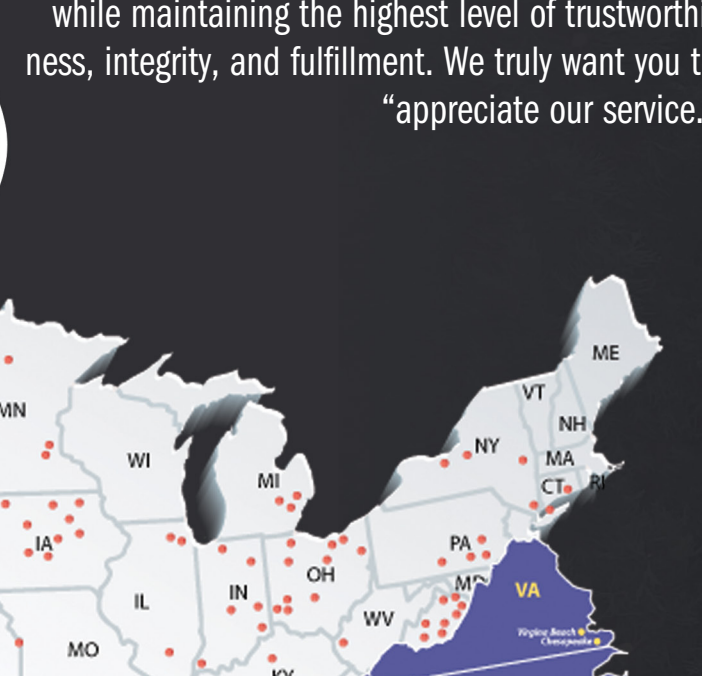 while maintaining the highest level of trustworthi
ness, integrity, and fulfillment. We truly want you t
“appreciate our service.
ME
VT
MN
NH
NY
WI
MA
MI
CT
RI
IA
PA
OH
MD
VA
IL
IN
WV
Virginia Beach
Chesapeake
MO
KY